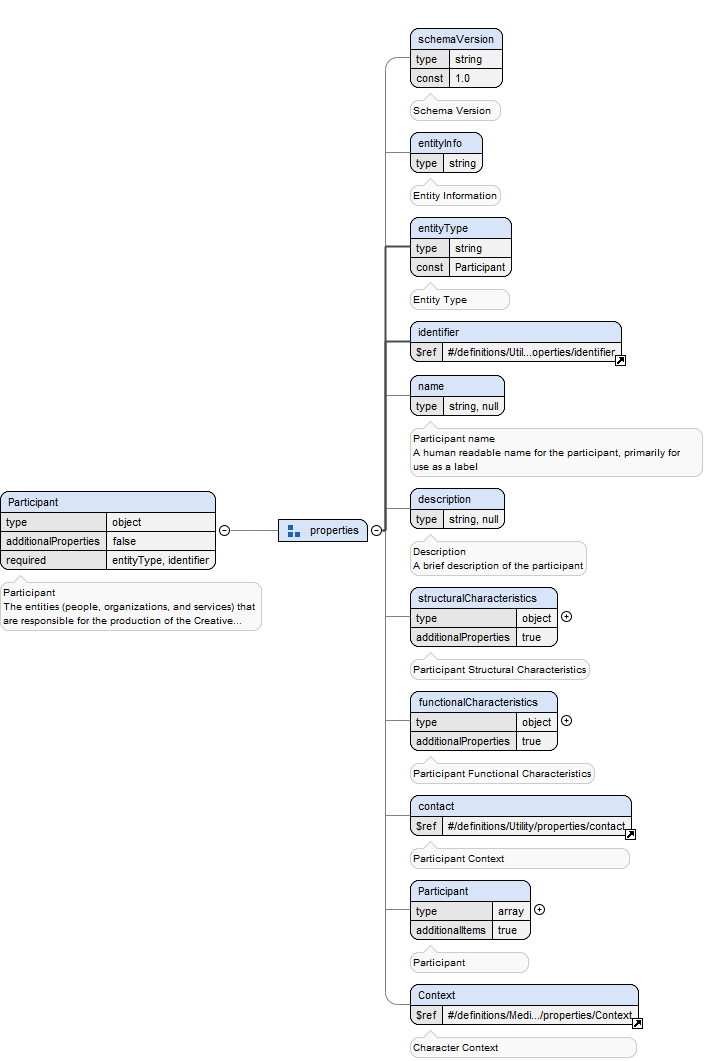 schemaVersion
type string
const 1.0
Schema Version
entityInfo
type string
Entity Information
entityType
type string
const Participant
Entity Type
identifier
$ref #/definitions/Util...operties/identifier
name
type string, null
Participant name
A human readable name for the participant, primarily for
use as a label
Participant
type object
additionalProperties false
required entityType, identifier
Participant
The entities (people, organizations, and services) that
are responsible for the production of the Creative...
properties
description
type string, null
Description
A brief description of the participant
structuralCharacteristics
type object
additionalProperties true
Participant Structural Characteristics
functionalCharacteristics
type object
additionalProperties true
Participant Functional Characteristics
contact
$ref #/definitions/Utility/properties/contact
Participant Context
Participant
type array
additionalItems true
Participant
Context
$ref #/definitions/Medi.../properties/Context
Character Context